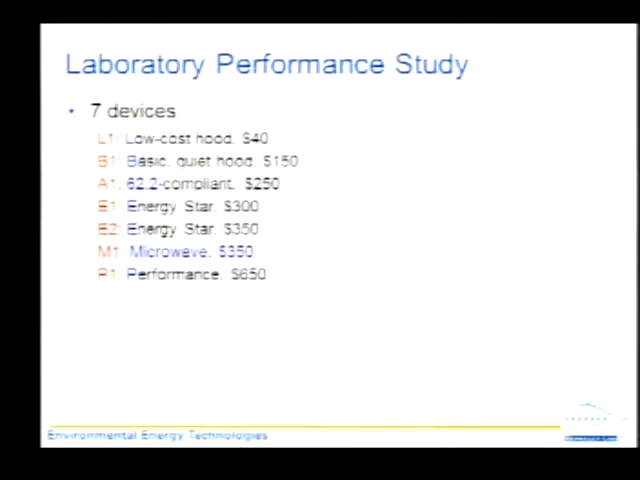 Laboratory Performance Study
• 7 devices
L1: Low-cost hood. $40
B1: Basic. quiet hood. $150
A1: 62.2-compliant. $250
E1: Energy Star. $300
E2: Energy Star. $350
M1: Microwave. $350
P1: Performance. $650
Environmental Energy Technologies